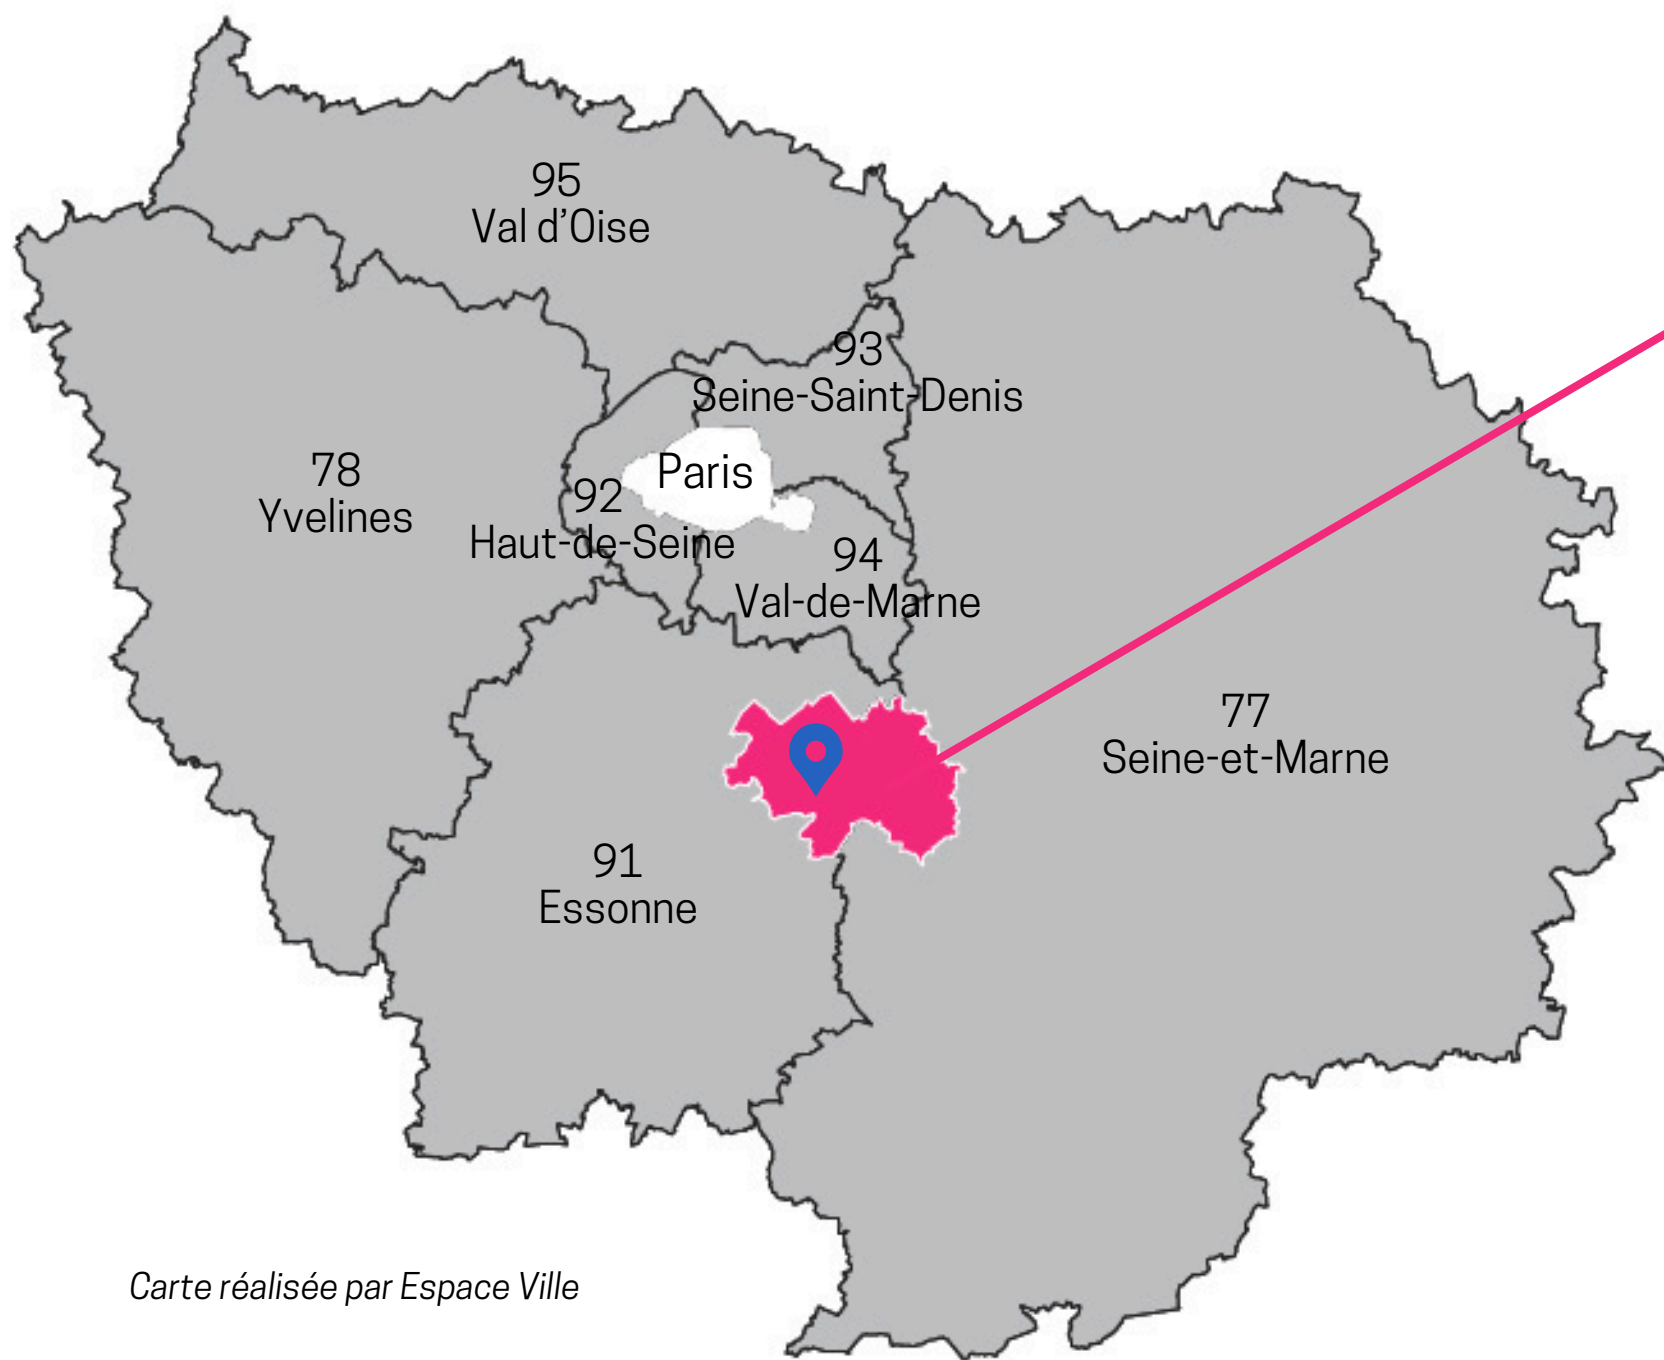 95
Val d'Oise
93
Seine-Saint-Denis
78
Yvelines
Paris
92
Haut-de-Seine
94
Val-de-Marne
77
Seine-et-Marne
91
Essonne
Carte réalisée par Espace Ville